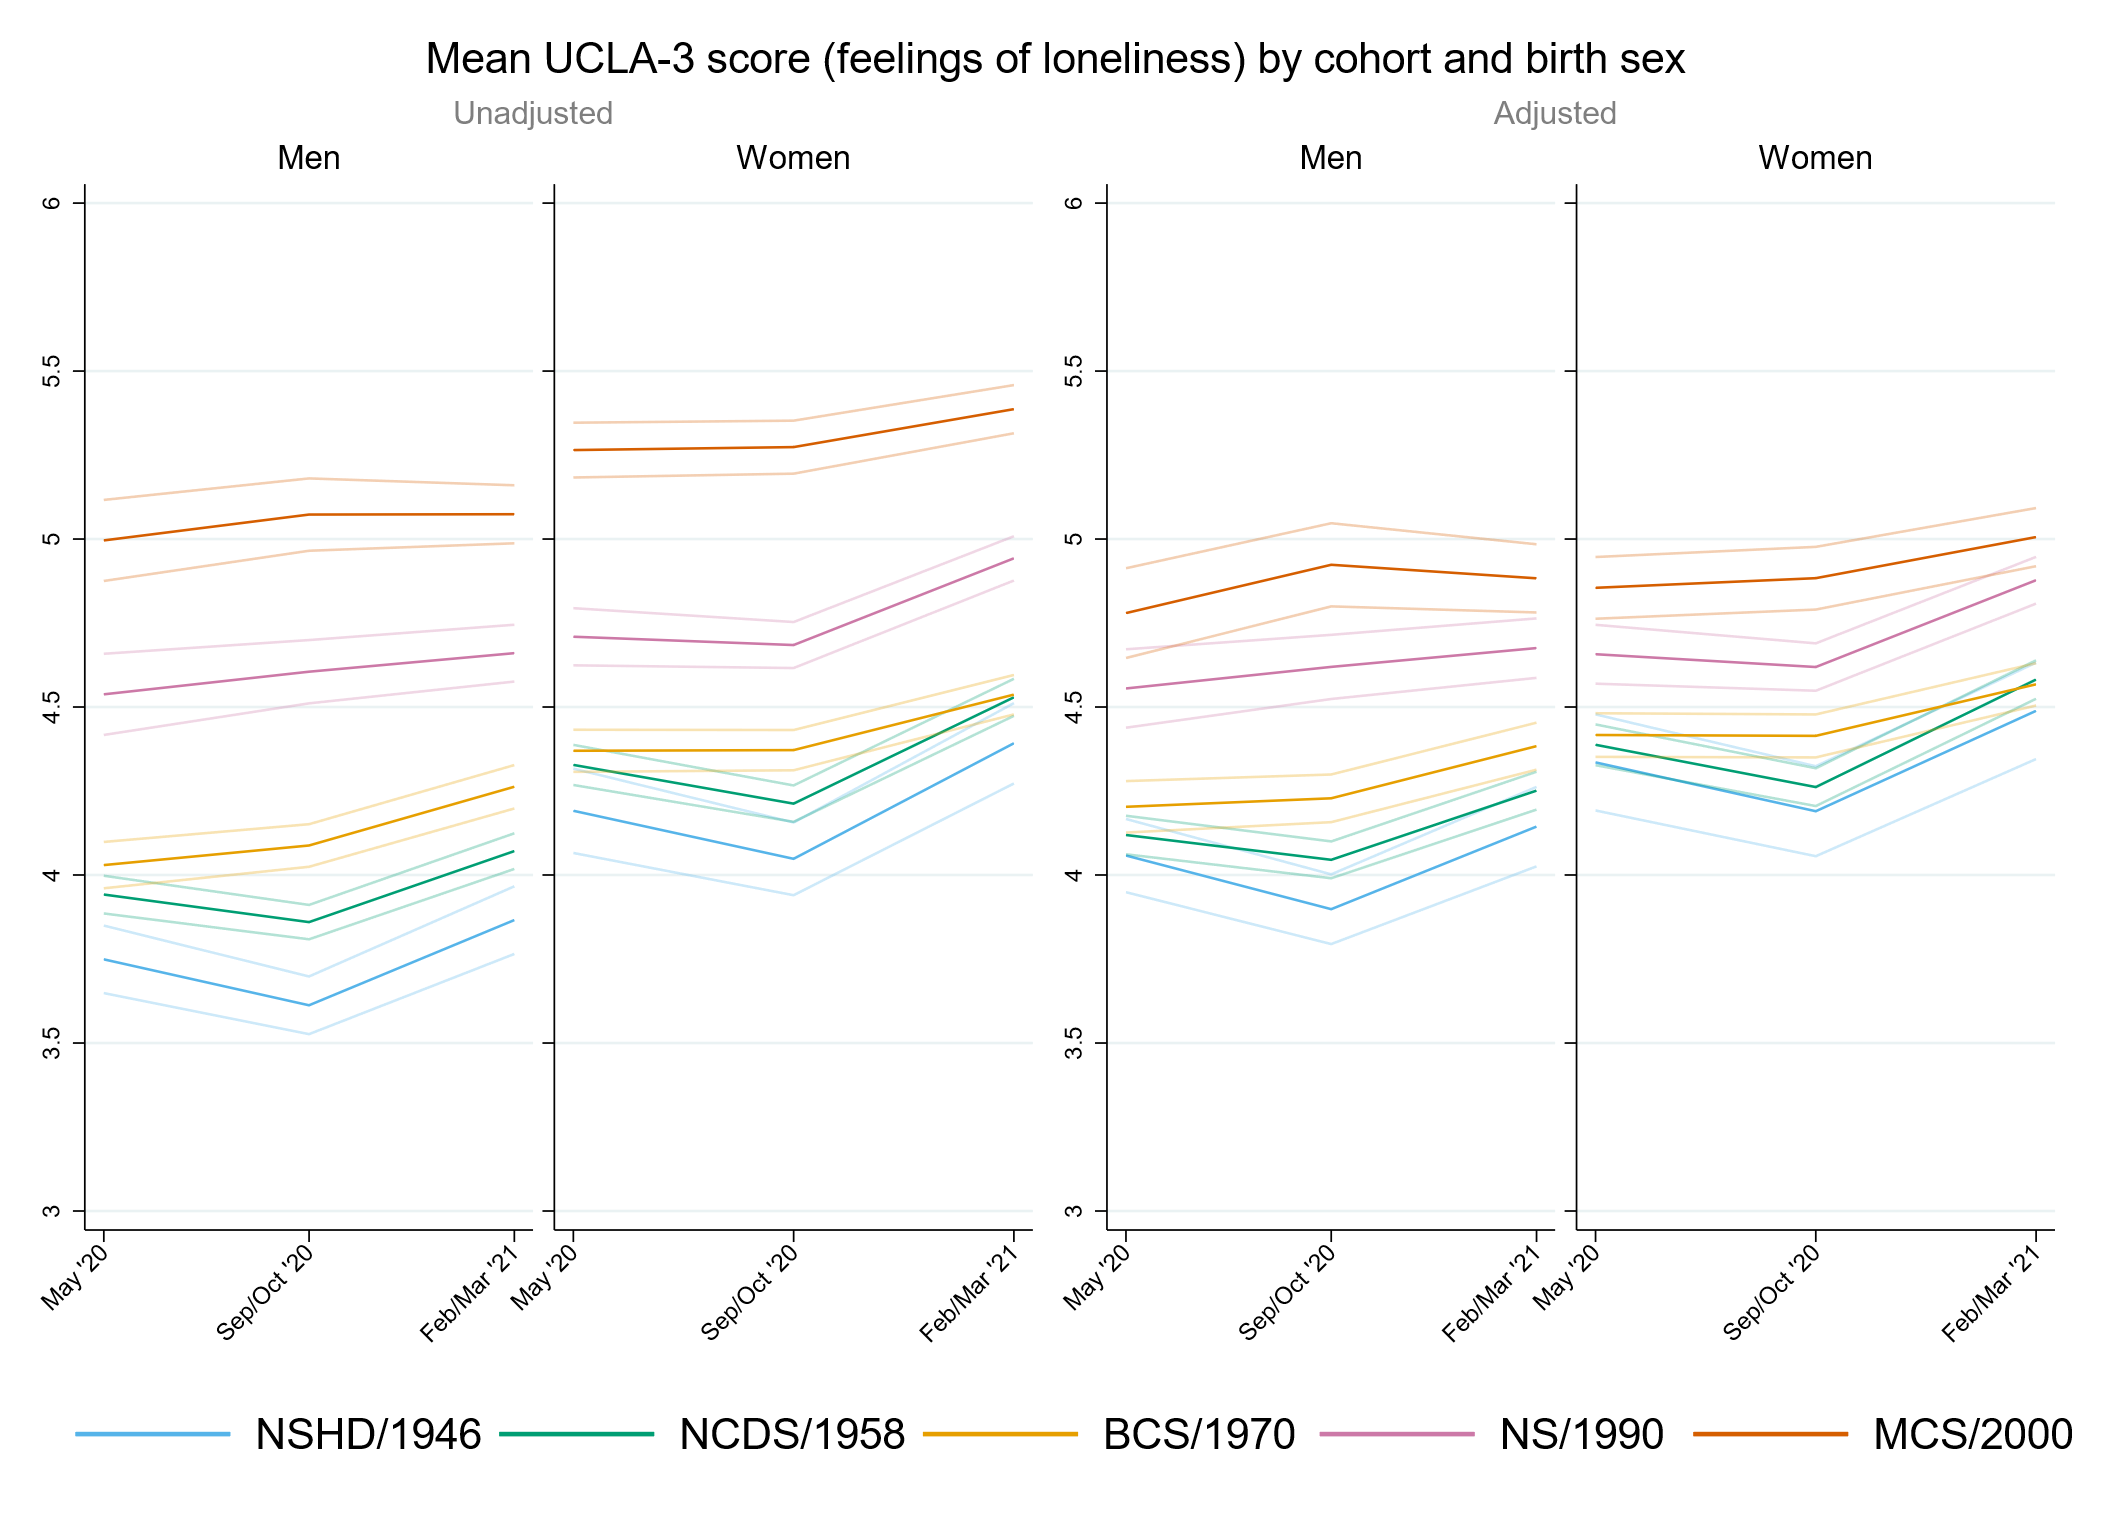 Mean UCLA-3 score (feelings of loneliness) by cohort and birth sex
Unadjusted
Adjusted
Men
Women
Men
Women
6
5.5
5
4.5
4
3.5
3
6
5.5
5
4.5
4
3.5
3
May '20
Sep/Oct '20
Feb/Mar '21
May '20
Sep/Oct '20
Feb/Mar '21
May '20
Sep/Oct '20
Feb/Mar '21
May '20
Sep/Oct '20
Feb/Mar '21
NSHD/1946
NCDS/1958
BCS/1970
NS/1990
MCS/2000